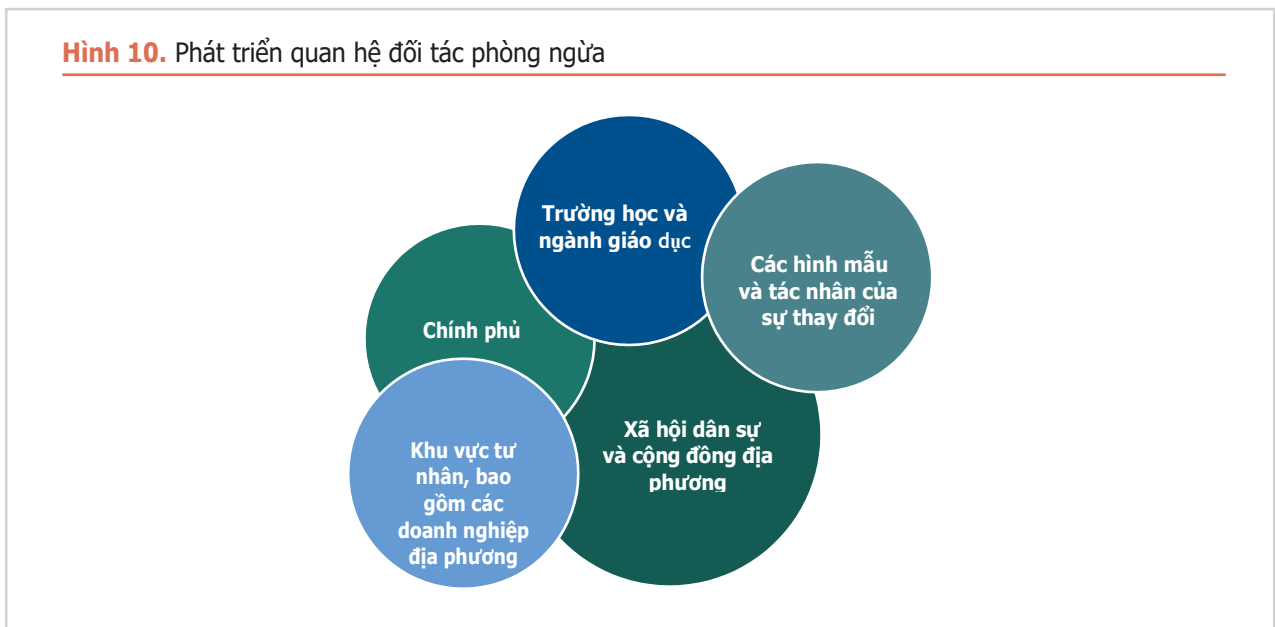 Hình 10. Phát triển quan hệ đối tác phòng ngừa
Trường học và
ngành giáo dục
Các hình mẫu
và tác nhân của
sự thay đổi
Chính phủ
Xã hội dân sự
và cộng đồng địa
phương
Khu vực tư
nhân, bao
gồm các
doanh nghiệp
địa phương